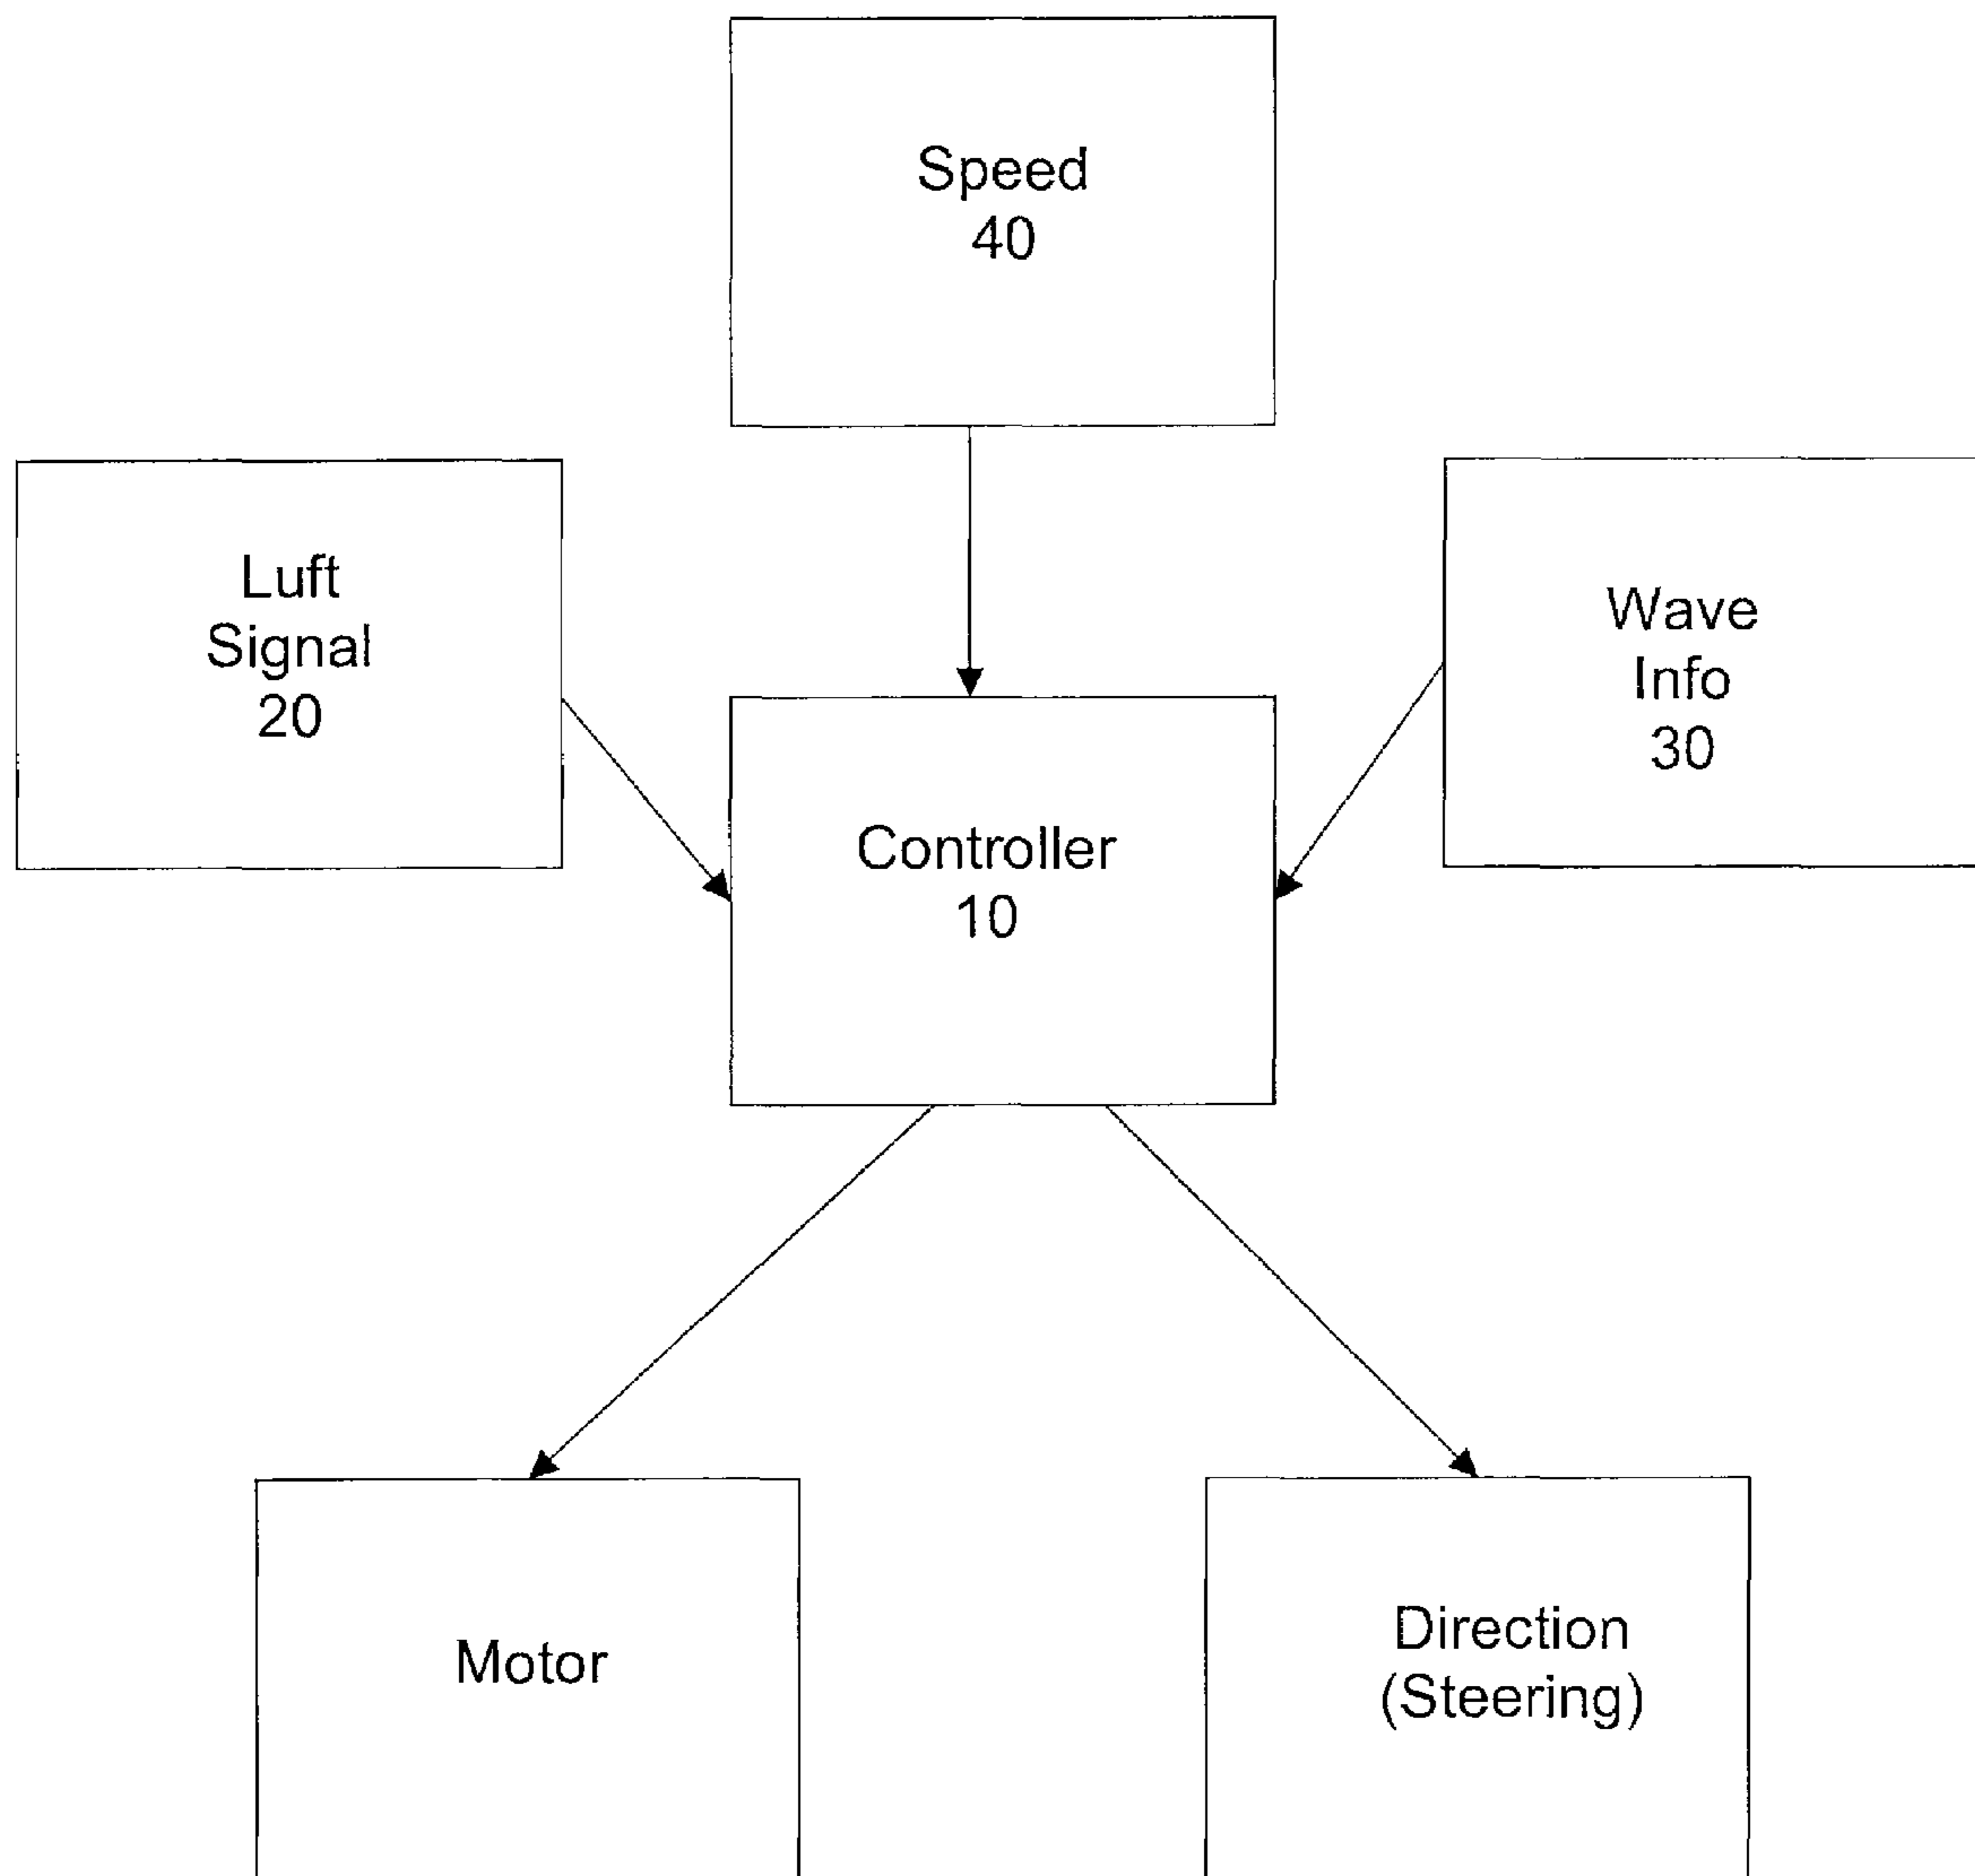 Speed
40
Luft
Signal
20
Wave
Info
30
Controller
10
Motor
Direction
(Steering)